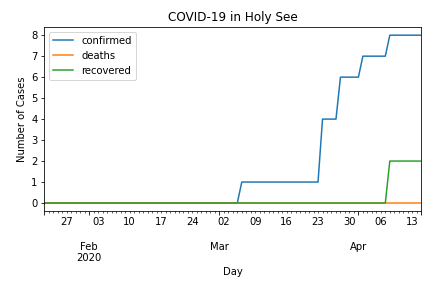 COVID-19 in Holy See
confirmed
deaths
recovered
Number of Cases
8
7
6
5
4
3
2
1
0
27 03 10 17 24 02 09 16 23 30 06 13
Feb Mar Apr
2020
Day